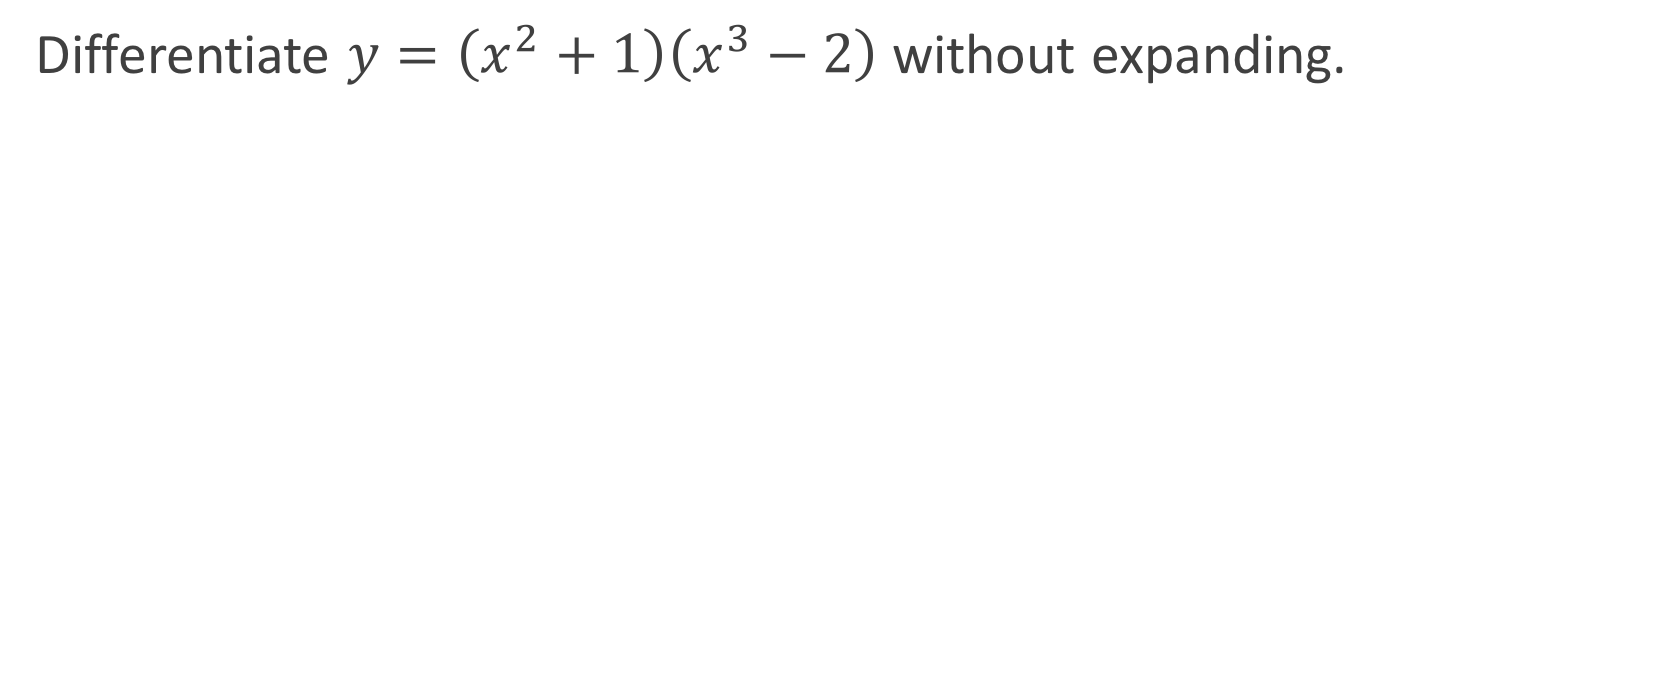 Differentiate y = (x² + 1)(x³ − 2) without expanding.